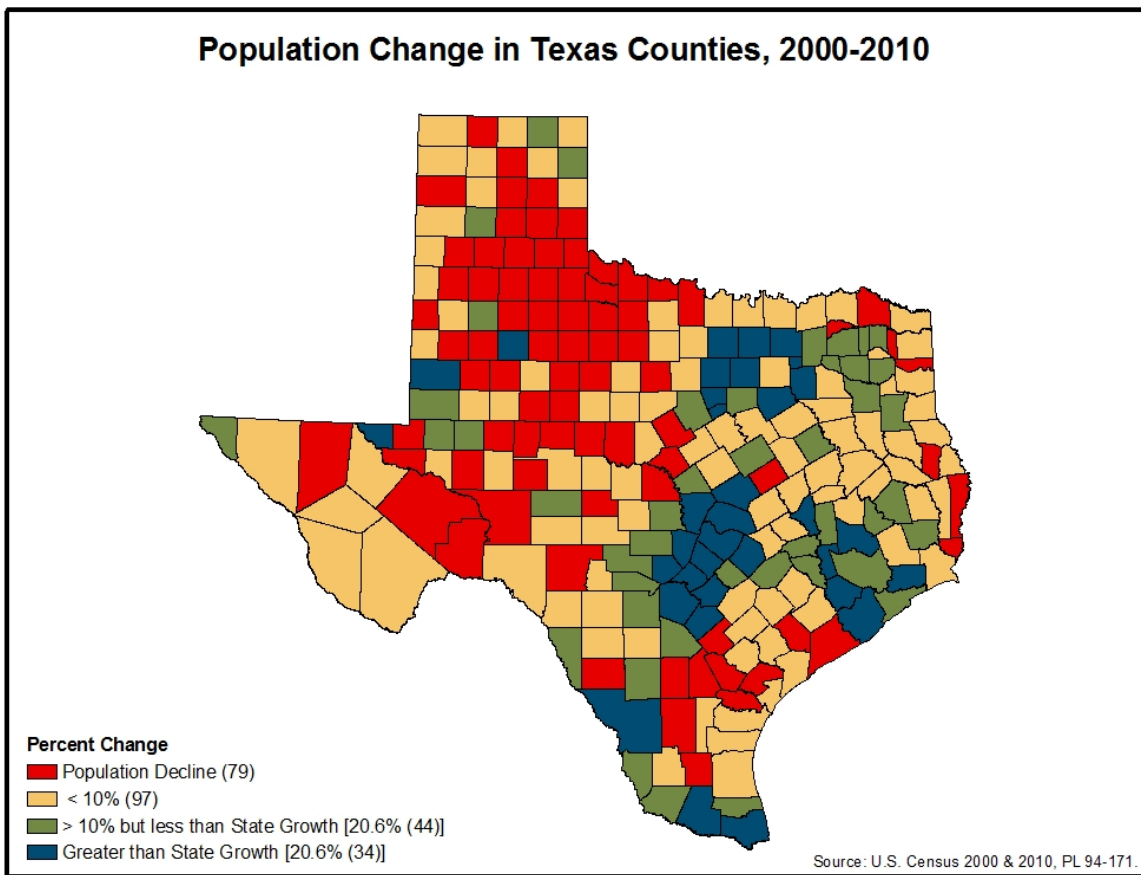 Population Change in Texas Counties, 2000-2010
Percent Change
Population Decline (79)
< 10% (97)
> 10% but less than State Growth [20.6% (44)]
Greater than State Growth [20.6% (34)]
Source: U.S. Census 2000 & 2010, PL 94-171.